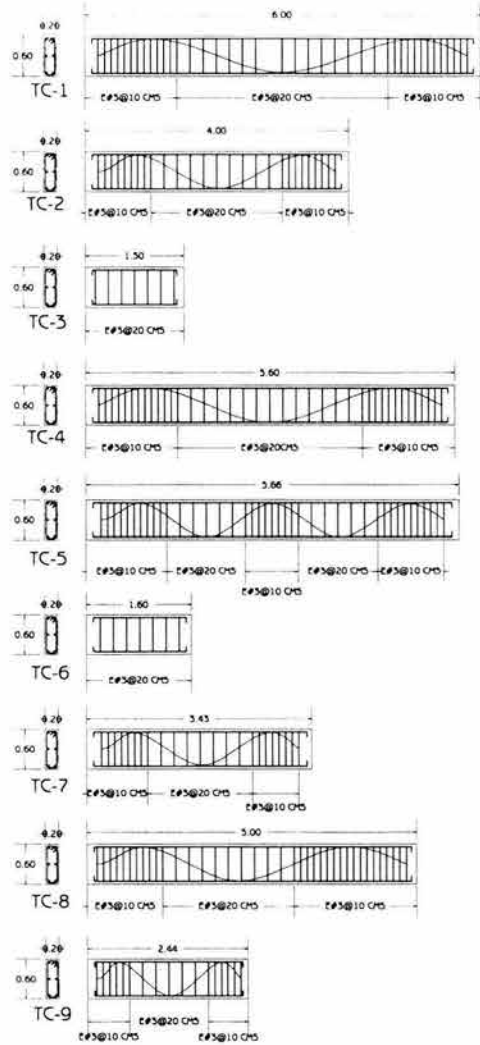 0.20 6.00
0.60
TC-1
E#3@10 CMS E#3@20 CMS E#3@10 CMS
0.20 4.00
0.60
TC-2
E#3@10 CMS E#3@20 CMS E#3@10 CMS
0.20 1.50
0.60
TC-3
E#3@20 CMS
0.20 5.60
0.60
TC-4
E#3@10 CMS E#3@20CMS E#3@10 CMS
0.20 5.66
0.60
TC-5
E#3@10 CMS E#3@20 CMS E#3@20 CMS E#3@10 CMS
E#3@10 CMS
0.20 1.60
0.60
TC-6
E#3@20 CMS
0.20 3.43
0.60
TC-7
E#3@10 CMS E#3@20 CMS
E#3@10 CMS
0.20 5.00
0.60
TC-8
E#3@10 CMS E#3@20 CMS E#3@10 CMS
0.20 2.44
0.60
TC-9
E#3@20 CMS
E#3@10 CMS E#3@10 CMS